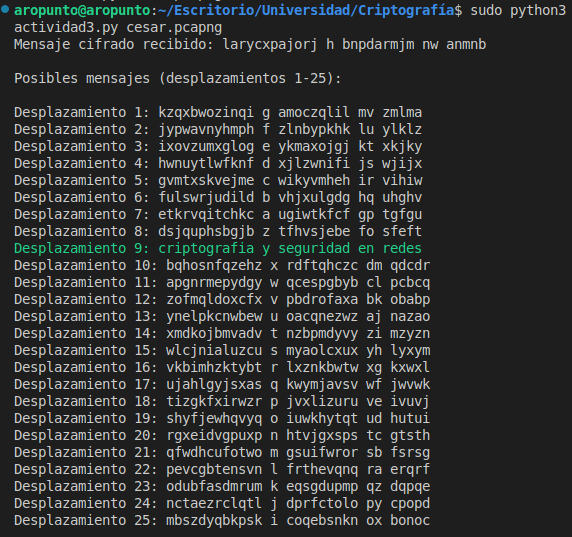 aropunto@aropunto:~/Escritorio/Universidad/Criptografía$ sudo python3
actividad3.py cesar.pcapng
Mensaje cifrado recibido: larycxpajorj h bnpdarmjm nw anmnb
Posibles mensajes (desplazamientos 1-25):
Desplazamiento 1: kzqxbwozinqi g amoczqlil mv zmlma
Desplazamiento 2: jypwavnyhmph f zlnbypkhk lu ylklz
Desplazamiento 3: ixovzumxglog e ykmaxojgj kt xkjky
Desplazamiento 4: hwnuytlwfknf d xjlzwnifi js wjijx
Desplazamiento 5: gvmtxskvejme c wikyvmheh ir vihiw
Desplazamiento 6: fulswrjudild b vhjxulgdg hq uhghv
Desplazamiento 7: etkrvqitchkc a ugiwtkfcf gp tgfgu
Desplazamiento 8: dsjquphsbgjb z tfhvsjebe fo sfeft
Desplazamiento 9: criptografia y seguridad en redes
Desplazamiento 10: bqhosnfqzehz x rdftqhczc dm qdcdr
Desplazamiento 11: apgnrmepydgy w qcespgbyb cl pcbcq
Desplazamiento 12: zofmqldoxcfx v pbdrofaxa bk obabp
Desplazamiento 13: ynelpkcnwbew u oacqnezwz aj nazao
Desplazamiento 14: xmdkojbmvadv t nzbpmdyvy zi mzyzn
Desplazamiento 15: wlcjnialuzcu s myaolcxux yh lyxym
Desplazamiento 16: vkbimhzktybt r lxznkbwtw xg kxwxl
Desplazamiento 17: ujahlgyjsxas q kwymjavsv wf jwvwk
Desplazamiento 18: tizgkfxirwzr p jvxlizuru ve ivuvj
Desplazamiento 19: shyfjewhqvyq o iuwkhytqt ud hutui
Desplazamiento 20: rgxeidvgpuxp n htvjgxsps tc gtsth
Desplazamiento 21: qfwdhcufotwo m gsuifwror sb fsrsg
Desplazamiento 22: pevcgbtensvn l frthevqnq ra erqrf
Desplazamiento 23: odubfasdmrum k eqsgdupmp qz dqpqe
Desplazamiento 24: nctaezrclqtl j dprfctolo py cpopd
Desplazamiento 25: mbszdyqbkpsk i coqebsnkn ox bonoc